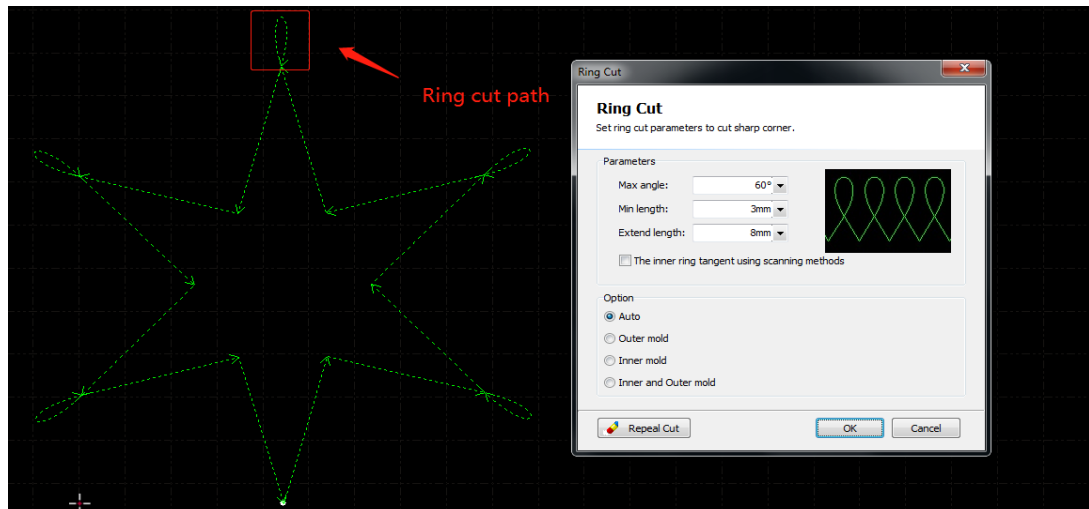 Ring cut path
Ring Cut
Ring Cut
Set ring cut parameters to cut sharp corner.
Parameters
Max angle: 60°
Min length: 3mm
Extend length: 8mm
The inner ring tangent using scanning methods
Option
Auto
Outer mold
Inner mold
Inner and Outer mold
Repeal Cut OK Cancel